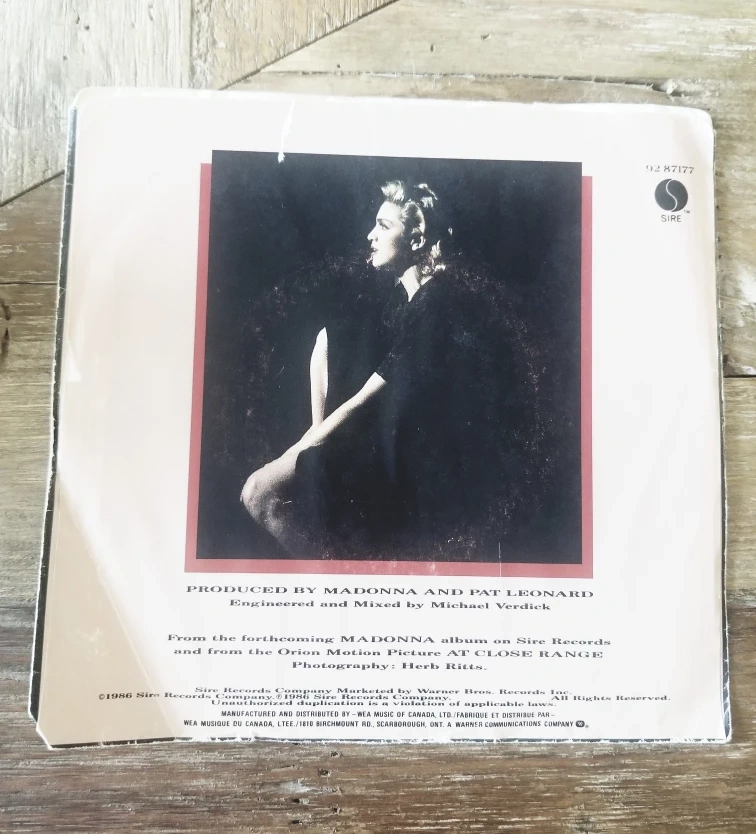 92 87177
SIRE™
PRODUCED BY MADONNA AND PAT LEONARD
Engineered and Mixed by Michael Verdick
From the forthcoming MADONNA album on Sire Records
and from the Orion Motion Picture AT CLOSE RANGE
Photography: Herb Ritts.
Sire Records Company Marketed by Warner Bros. Records Inc.
©1986 Sire Records Company. ℗1986 Sire Records Company. All Rights Reserved.
Unauthorized duplication is a violation of applicable laws.
MANUFACTURED AND DISTRIBUTED BY – WEA MUSIC OF CANADA, LTD./FABRIQUE ET DISTRIBUE PAR –
WEA MUSIQUE DU CANADA, LTEE./1810 BIRCHMOUNT RD., SCARBOROUGH, ONT. A WARNER COMMUNICATIONS COMPANY ®.